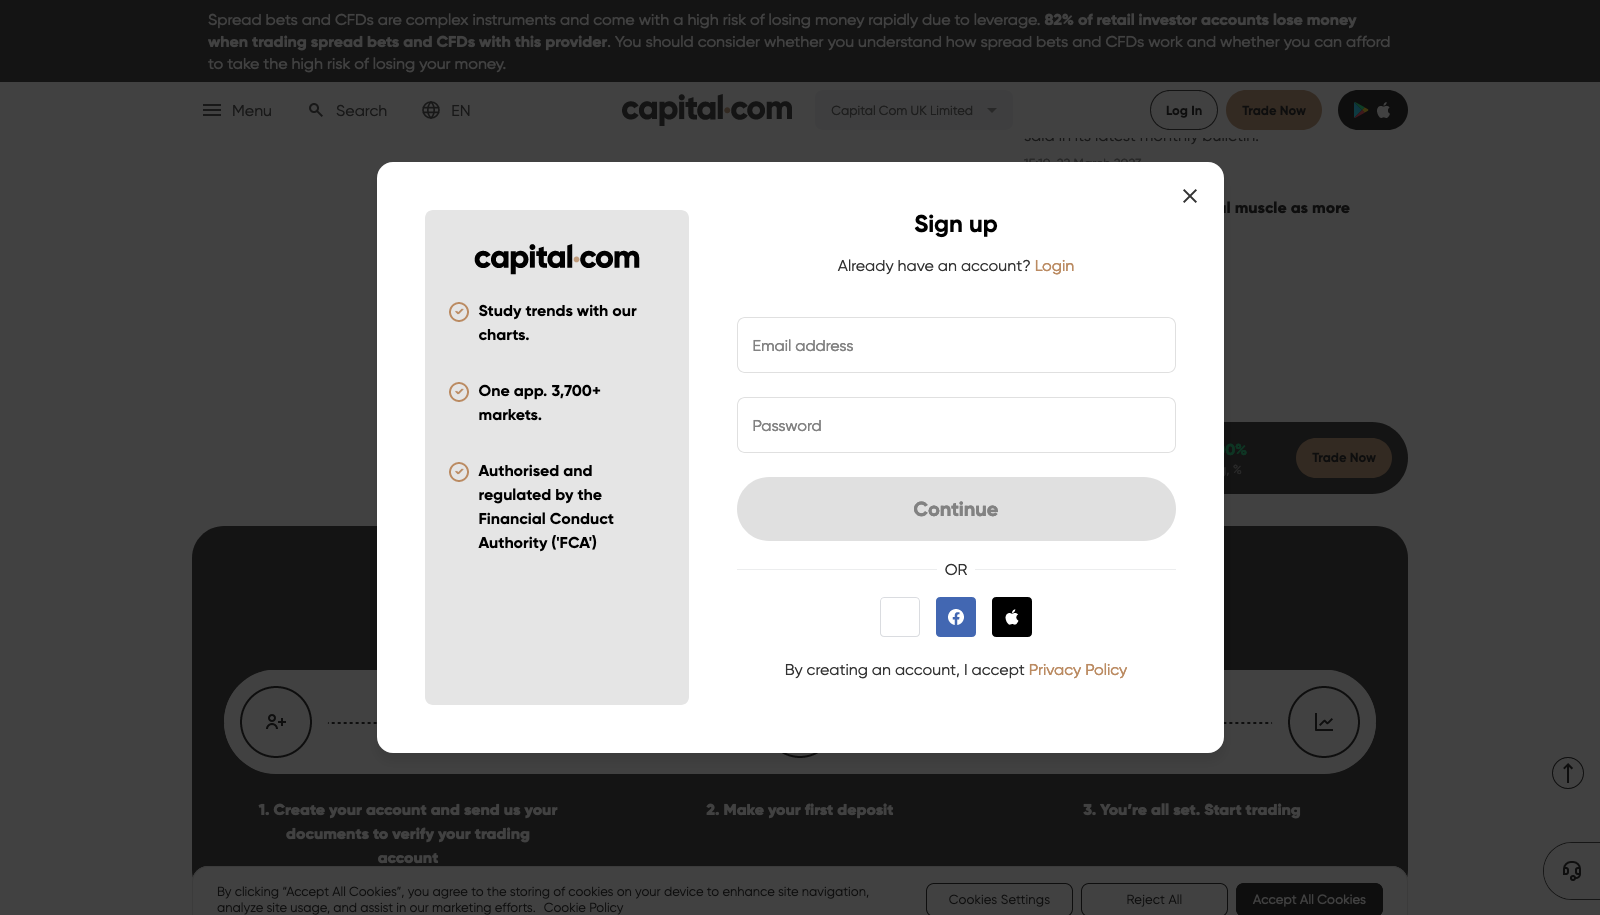 Spread bets and CFDs are complex instruments and come with a high risk of losing money rapidly due to leverage. 82% of retail investor accounts lose money
when trading spread bets and CFDs with this provider. You should consider whether you understand how spread bets and CFDs work and whether you can afford
to take the high risk of losing your money.
Menu Search EN capital.com Capital Com UK Limited Log In Trade Now
said in its latest monthly bulletin.
muscle as more
Sign up
Already have an account? Login
capital.com
Study trends with our
charts.
One app. 3,700+
markets.
Authorised and
regulated by the
Financial Conduct
Authority ('FCA')
Email address
Password
Continue
OR
By creating an account, I accept Privacy Policy
Trade Now
1. Create your account and send us your
documents to verify your trading
account
2. Make your first deposit
3. You're all set. Start trading
By clicking “Accept All Cookies”, you agree to the storing of cookies on your device to enhance site navigation,
analyze site usage, and assist in our marketing efforts. Cookie Policy
Cookies Settings Reject All Accept All Cookies